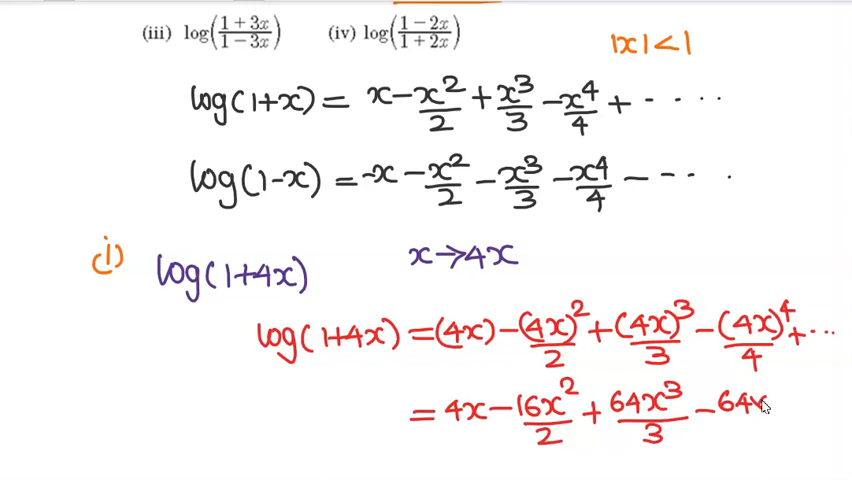 (iii) log((1 + 3x)/(1 − 3x)) (iv) log((1 − 2x)/(1 + 2x)) |x| < 1
log(1+x) = x − x²/2 + x³/3 − x⁴/4 + ....
log(1−x) = −x − x²/2 − x³/3 − x⁴/4 − --- .
(i) log(1+4x) x → 4x
log(1+4x) = (4x) − (4x)²/2 + (4x)³/3 − (4x)⁴/4 + ...
= 4x − 16x²/2 + 64x³/3 − 64